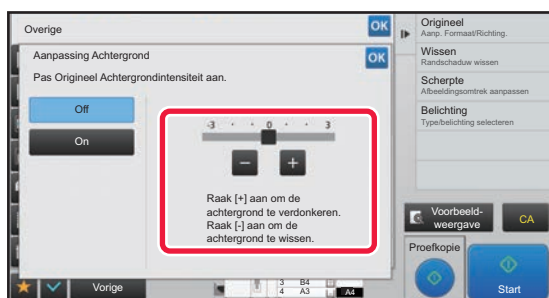 Overige
OK
Aanpassing Achtergrond
OK
Pas Origineel Achtergrondintensiteit aan.
Off
On
-3 · · 0 · · 3
− +
Raak [+] aan om de
achtergrond te verdonkeren.
Raak [-] aan om de
achtergrond te wissen.
Vorige
3 B4
4 A3
A4
Origineel
Aanp. Formaat/Richting.
Wissen
Randschaduw wissen
Scherpte
Afbeeldingsomtrek aanpassen
Belichting
Type/belichting selecteren
Voorbeeld-
weergave
CA
Proefkopie
Start